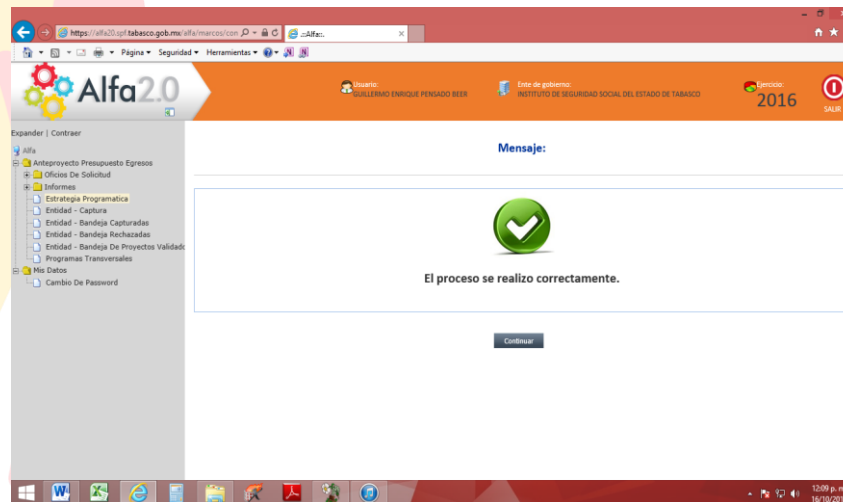 https://alfa20.spf.tabasco.gob.mx/alfa/marcos/con
.::Alfa::.
Página Seguridad Herramientas
Alfa2.0
Usuario:
GUILLERMO ENRIQUE PENSADO BEER
Ente de gobierno:
INSTITUTO DE SEGURIDAD SOCIAL DEL ESTADO DE TABASCO
Ejercicio:
2016
SALIR
Expander | Contraer
Alfa
Anteproyecto Presupuesto Egresos
Oficios De Solicitud
Informes
Estrategia Programatica
Entidad - Captura
Entidad - Bandeja Capturadas
Entidad - Bandeja Rechazadas
Entidad - Bandeja De Proyectos Validado
Programas Transversales
Mis Datos
Cambio De Password
Mensaje:
El proceso se realizo correctamente.
Continuar
12:09 p. m
16/10/201